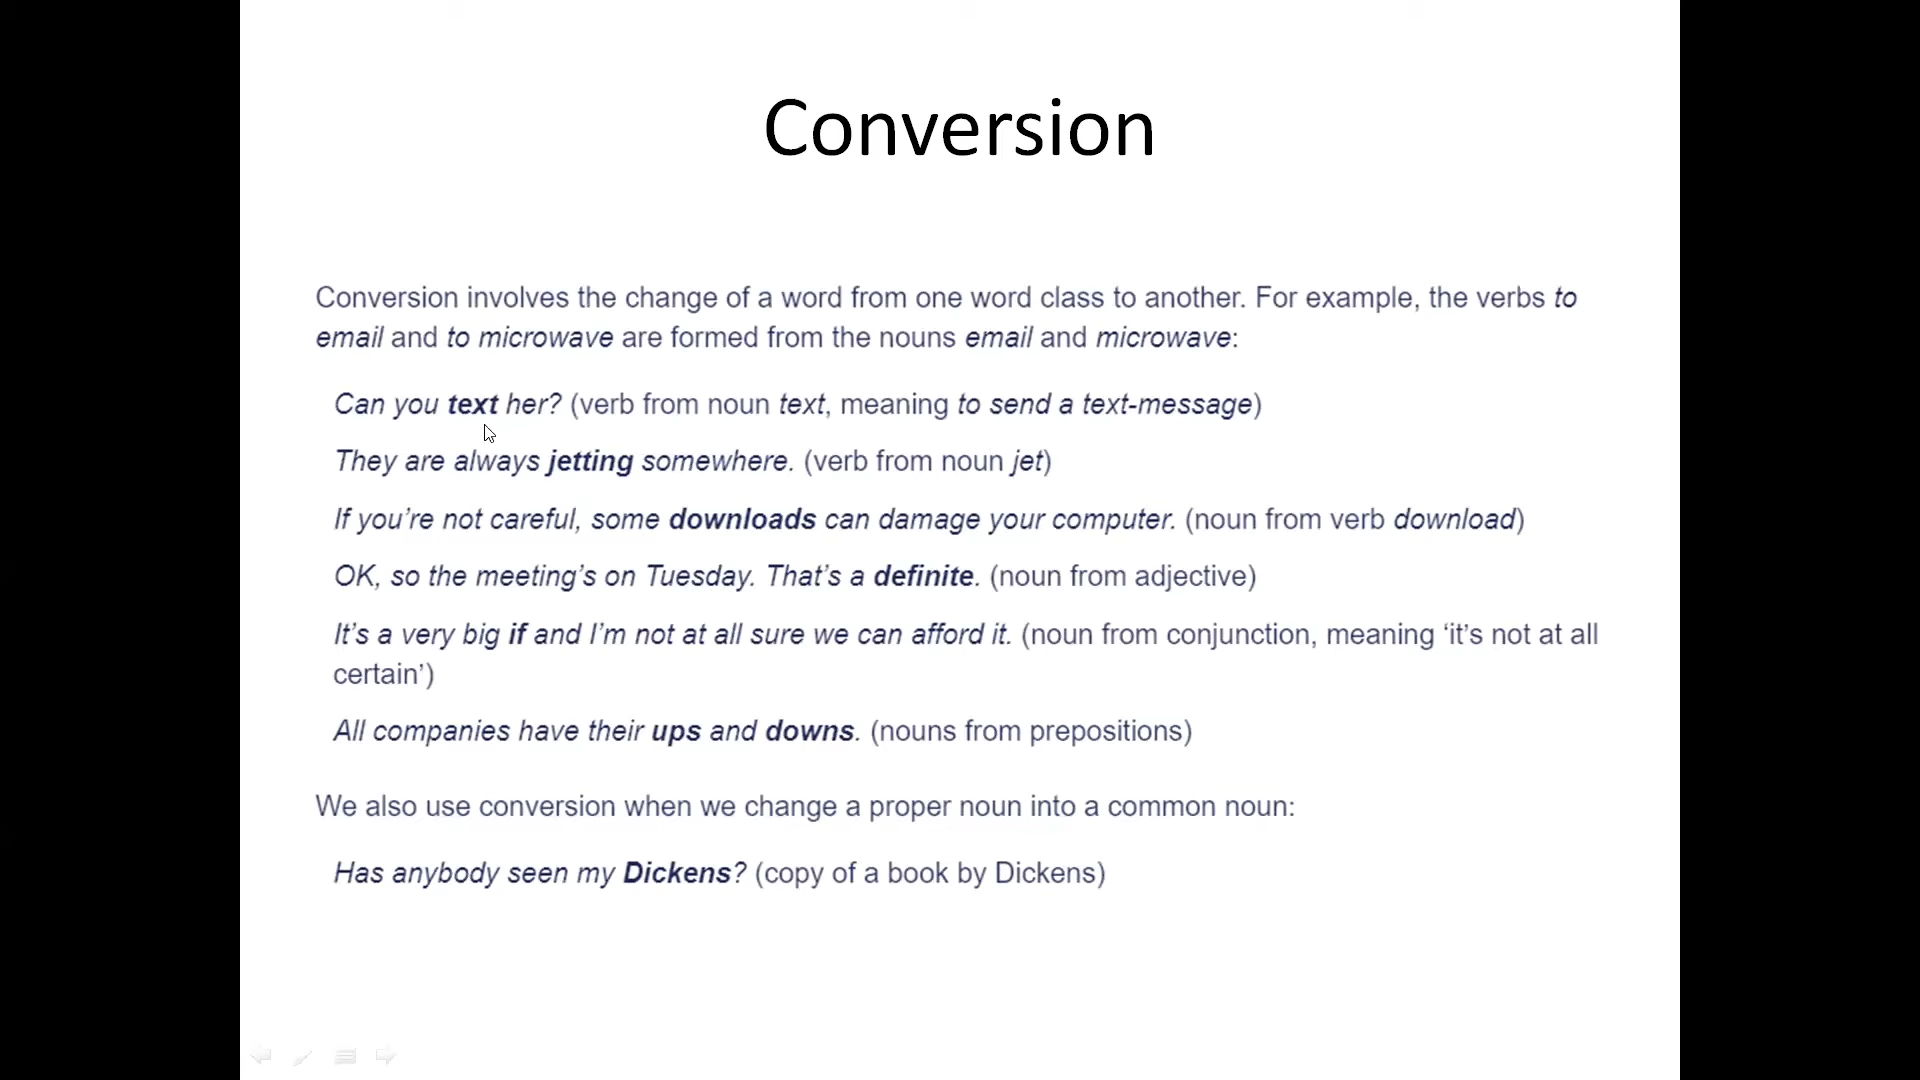 Conversion
Conversion involves the change of a word from one word class to another. For example, the verbs to
email and to microwave are formed from the nouns email and microwave:
Can you text her? (verb from noun text, meaning to send a text-message)
They are always jetting somewhere. (verb from noun jet)
If you’re not careful, some downloads can damage your computer. (noun from verb download)
OK, so the meeting’s on Tuesday. That’s a definite. (noun from adjective)
It’s a very big if and I’m not at all sure we can afford it. (noun from conjunction, meaning ‘it’s not at all
certain’)
All companies have their ups and downs. (nouns from prepositions)
We also use conversion when we change a proper noun into a common noun:
Has anybody seen my Dickens? (copy of a book by Dickens)